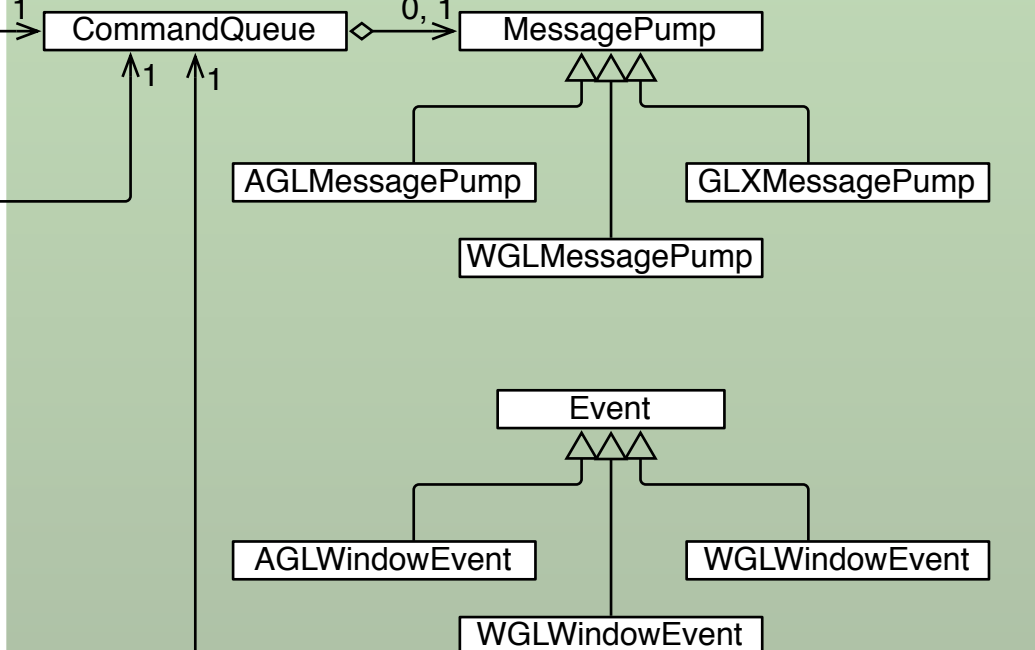 1
0, 1
CommandQueue
MessagePump
1
1
AGLMessagePump
GLXMessagePump
WGLMessagePump
Event
AGLWindowEvent
WGLWindowEvent
WGLWindowEvent